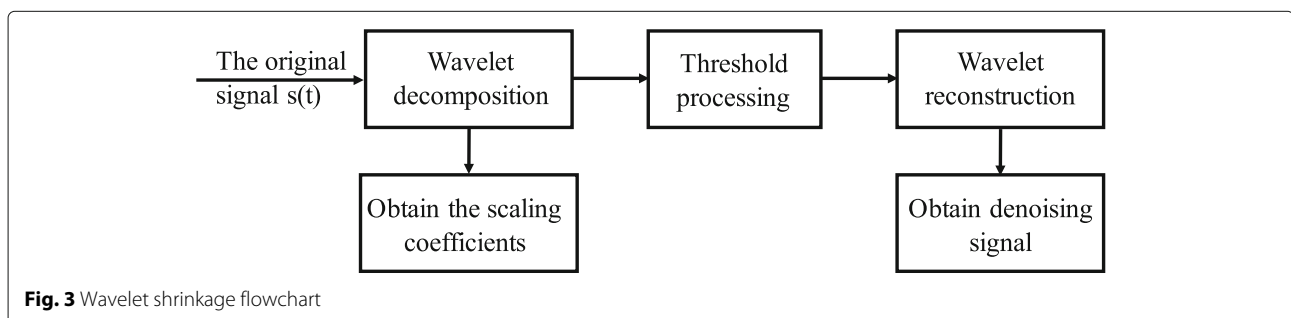 The original
signal s(t)
Wavelet
decomposition
Threshold
processing
Wavelet
reconstruction
Obtain the scaling
coefficients
Obtain denoising
signal
Fig. 3 Wavelet shrinkage flowchart